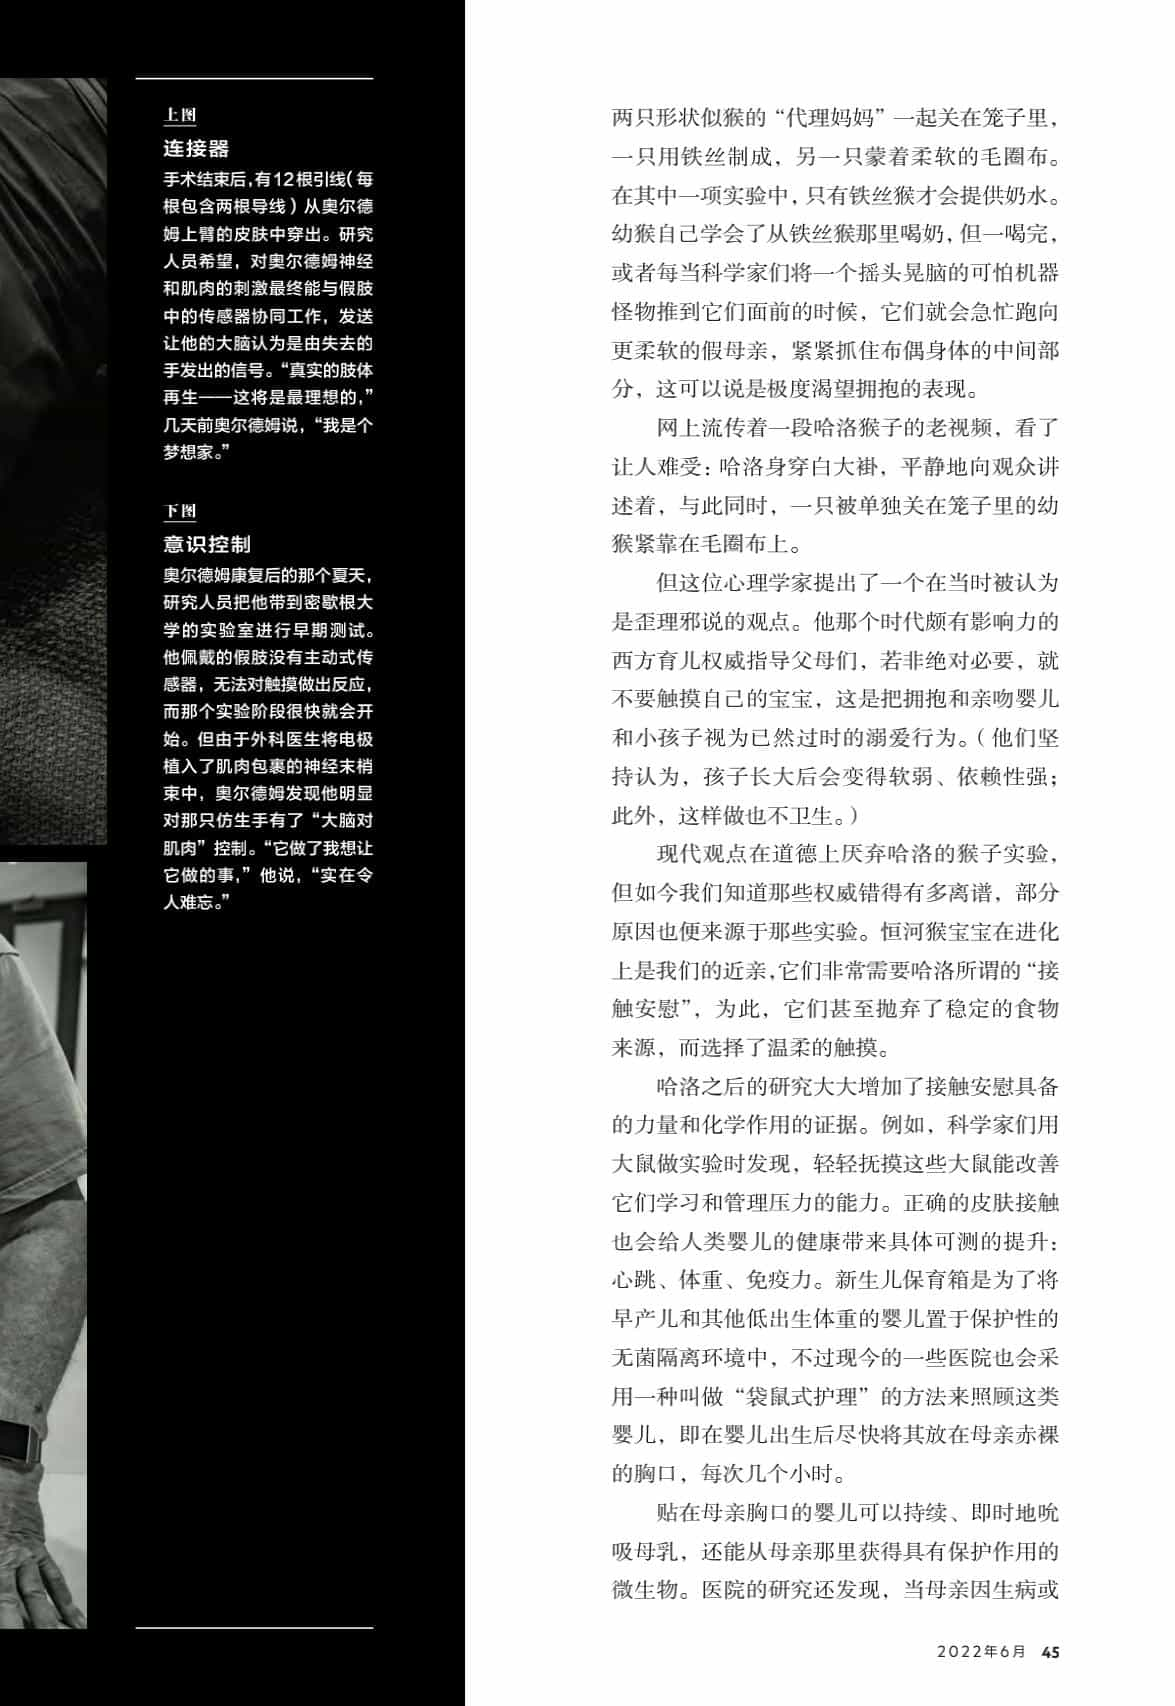 上图
连接器
手术结束后,有12根引线(每
根包含两根导线）从奥尔德
姆上臂的皮肤中穿出。研究
人员希望，对奥尔德姆神经
和肌肉的刺激最终能与假肢
中的传感器协同工作，发送
让他的大脑认为是由失去的
手发出的信号。“真实的肢体
再生——这将是最理想的，”
几天前奥尔德姆说，“我是个
梦想家。”
下图
意识控制
奥尔德姆康复后的那个夏天，
研究人员把他带到密歇根大
学的实验室进行早期测试。
他佩戴的假肢没有主动式传
感器，无法对触摸做出反应，
而那个实验阶段很快就会开
始。但由于外科医生将电极
植入了肌肉包裹的神经末梢
束中，奥尔德姆发现他明显
对那只仿生手有了“大脑对
肌肉”控制。“它做了我想让
它做的事，”他说，“实在令
人难忘。”
两只形状似猴的“代理妈妈”一起关在笼子里，
一只用铁丝制成，另一只蒙着柔软的毛圈布。
在其中一项实验中，只有铁丝猴才会提供奶水。
幼猴自己学会了从铁丝猴那里喝奶，但一喝完，
或者每当科学家们将一个摇头晃脑的可怕机器
怪物推到它们面前的时候，它们就会急忙跑向
更柔软的假母亲，紧紧抓住布偶身体的中间部
分，这可以说是极度渴望拥抱的表现。
网上流传着一段哈洛猴子的老视频，看了
让人难受：哈洛身穿白大褂，平静地向观众讲
述着，与此同时，一只被单独关在笼子里的幼
猴紧靠在毛圈布上。
但这位心理学家提出了一个在当时被认为
是歪理邪说的观点。他那个时代颇有影响力的
西方育儿权威指导父母们，若非绝对必要，就
不要触摸自己的宝宝，这是把拥抱和亲吻婴儿
和小孩子视为已然过时的溺爱行为。（他们坚
持认为，孩子长大后会变得软弱、依赖性强；
此外，这样做也不卫生。）
现代观点在道德上厌弃哈洛的猴子实验，
但如今我们知道那些权威错得有多离谱，部分
原因也便来源于那些实验。恒河猴宝宝在进化
上是我们的近亲，它们非常需要哈洛所谓的“接
触安慰”，为此，它们甚至抛弃了稳定的食物
来源，而选择了温柔的触摸。
哈洛之后的研究大大增加了接触安慰具备
的力量和化学作用的证据。例如，科学家们用
大鼠做实验时发现，轻轻抚摸这些大鼠能改善
它们学习和管理压力的能力。正确的皮肤接触
也会给人类婴儿的健康带来具体可测的提升：
心跳、体重、免疫力。新生儿保育箱是为了将
早产儿和其他低出生体重的婴儿置于保护性的
无菌隔离环境中，不过现今的一些医院也会采
用一种叫做“袋鼠式护理”的方法来照顾这类
婴儿，即在婴儿出生后尽快将其放在母亲赤裸
的胸口，每次几个小时。
贴在母亲胸口的婴儿可以持续、即时地吮
吸母乳，还能从母亲那里获得具有保护作用的
微生物。医院的研究还发现，当母亲因生病或
2022年6月 45